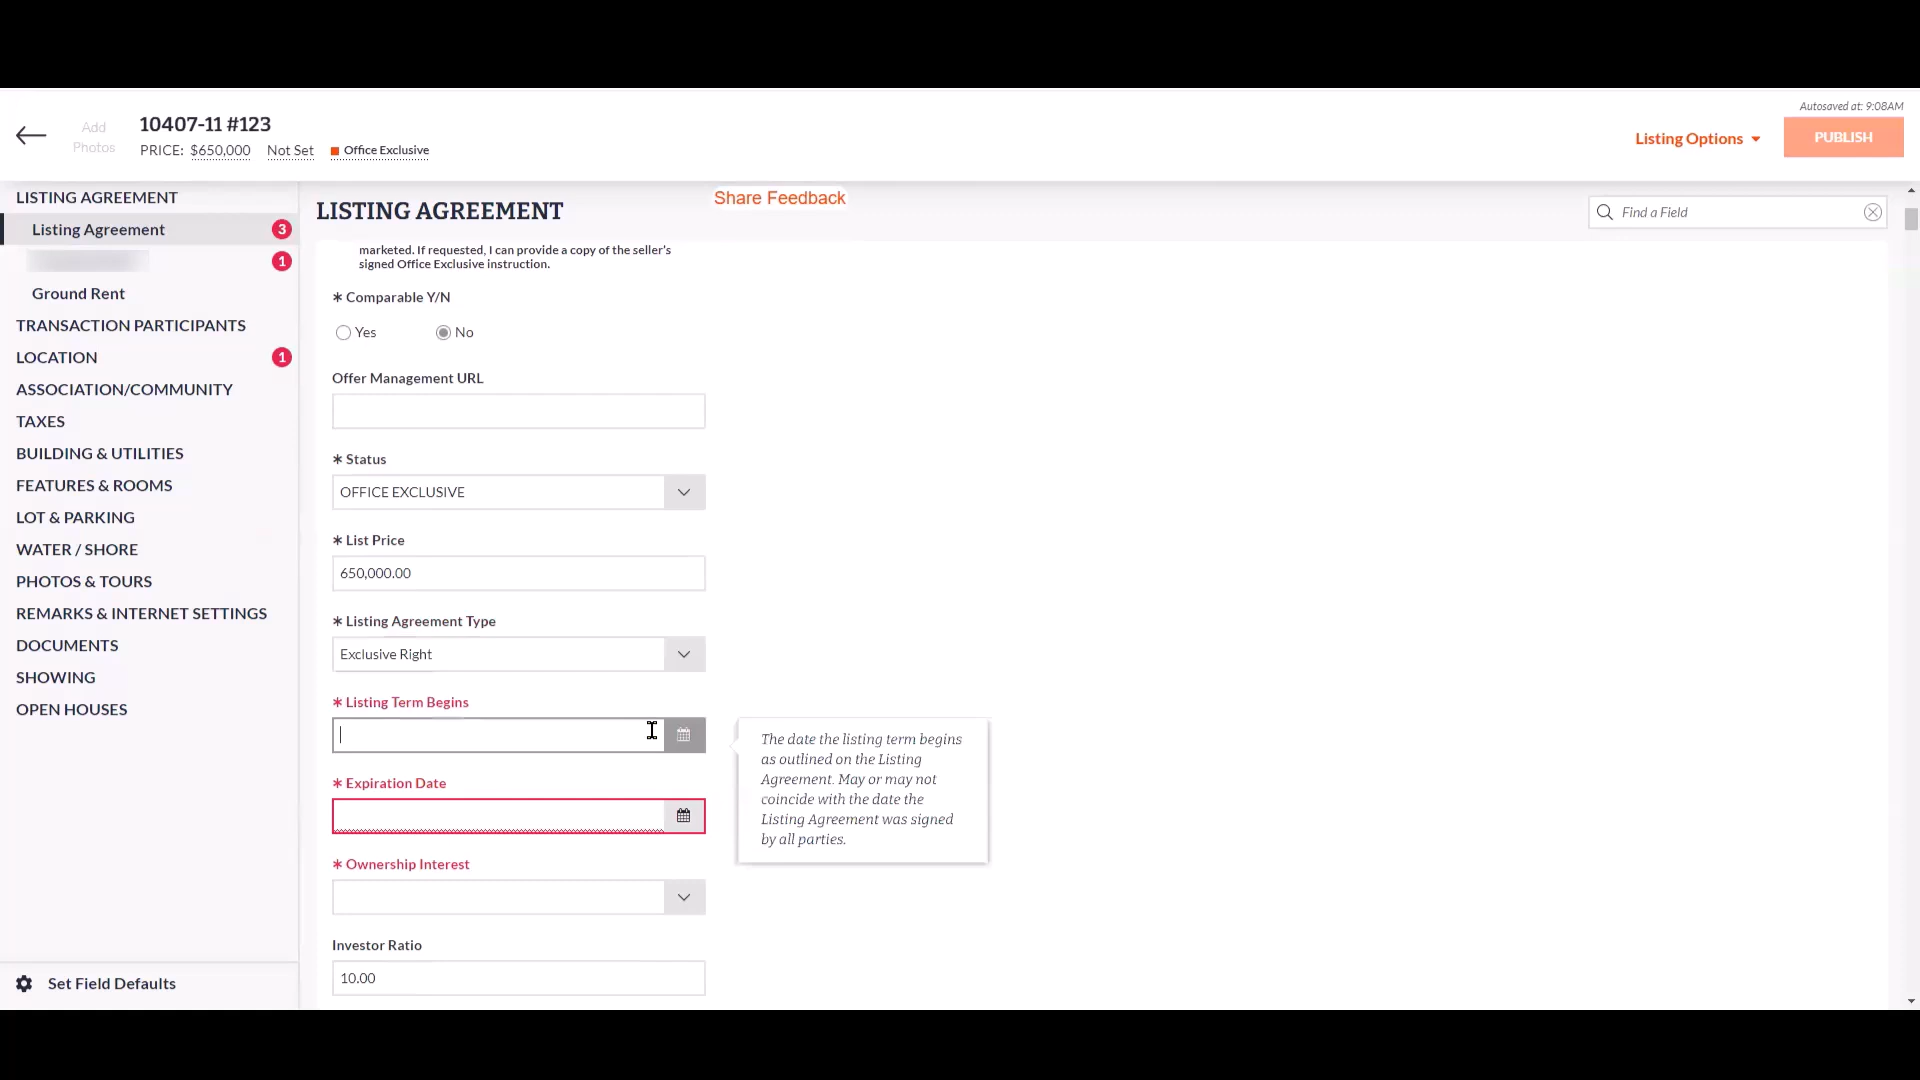 Autosaved at: 9:08AM
Add
Photos
10407-11 #123
PRICE: $650,000 Not Set Office Exclusive
Listing Options
PUBLISH
LISTING AGREEMENT
Listing Agreement 3
1
Ground Rent
TRANSACTION PARTICIPANTS
LOCATION 1
ASSOCIATION/COMMUNITY
TAXES
BUILDING & UTILITIES
FEATURES & ROOMS
LOT & PARKING
WATER / SHORE
PHOTOS & TOURS
REMARKS & INTERNET SETTINGS
DOCUMENTS
SHOWING
OPEN HOUSES
Set Field Defaults
LISTING AGREEMENT
Share Feedback
Find a Field
marketed. If requested, I can provide a copy of the seller's
signed Office Exclusive instruction.
* Comparable Y/N
Yes No
Offer Management URL
* Status
OFFICE EXCLUSIVE
* List Price
650,000.00
* Listing Agreement Type
Exclusive Right
* Listing Term Begins
The date the listing term begins
as outlined on the Listing
Agreement. May or may not
coincide with the date the
Listing Agreement was signed
by all parties.
* Expiration Date
* Ownership Interest
Investor Ratio
10.00